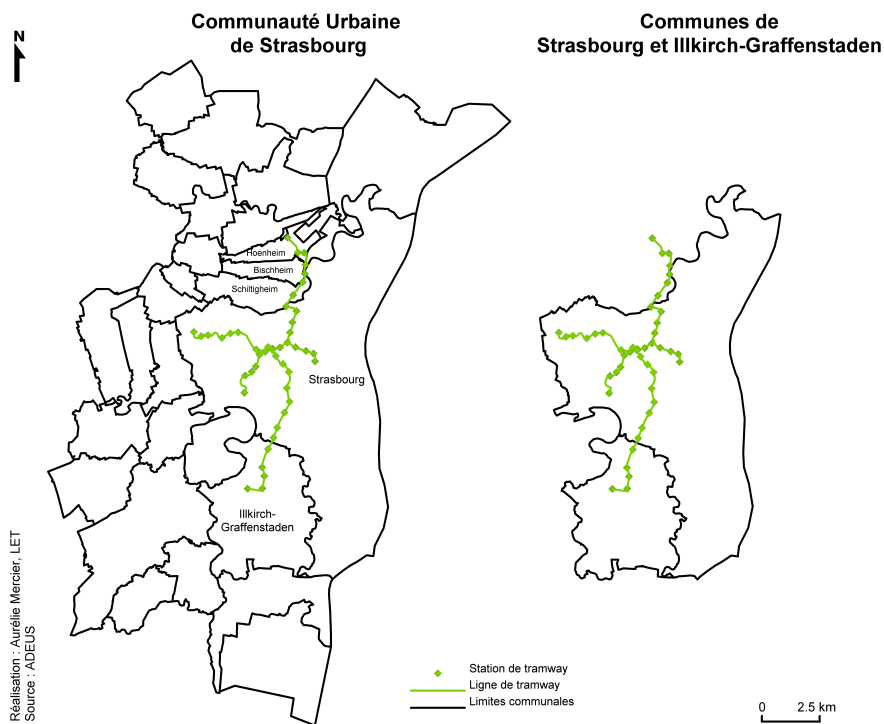 Communauté Urbaine
de Strasbourg
Communes de
Strasbourg et Illkirch-Graffenstaden
N
Hoenheim
Bischheim
Schiltigheim
Strasbourg
Illkirch-
Graffenstaden
Réalisation : Aurélie Mercier, LET
Source : ADEUS
Station de tramway
Ligne de tramway
Limites communales
0 2.5 km